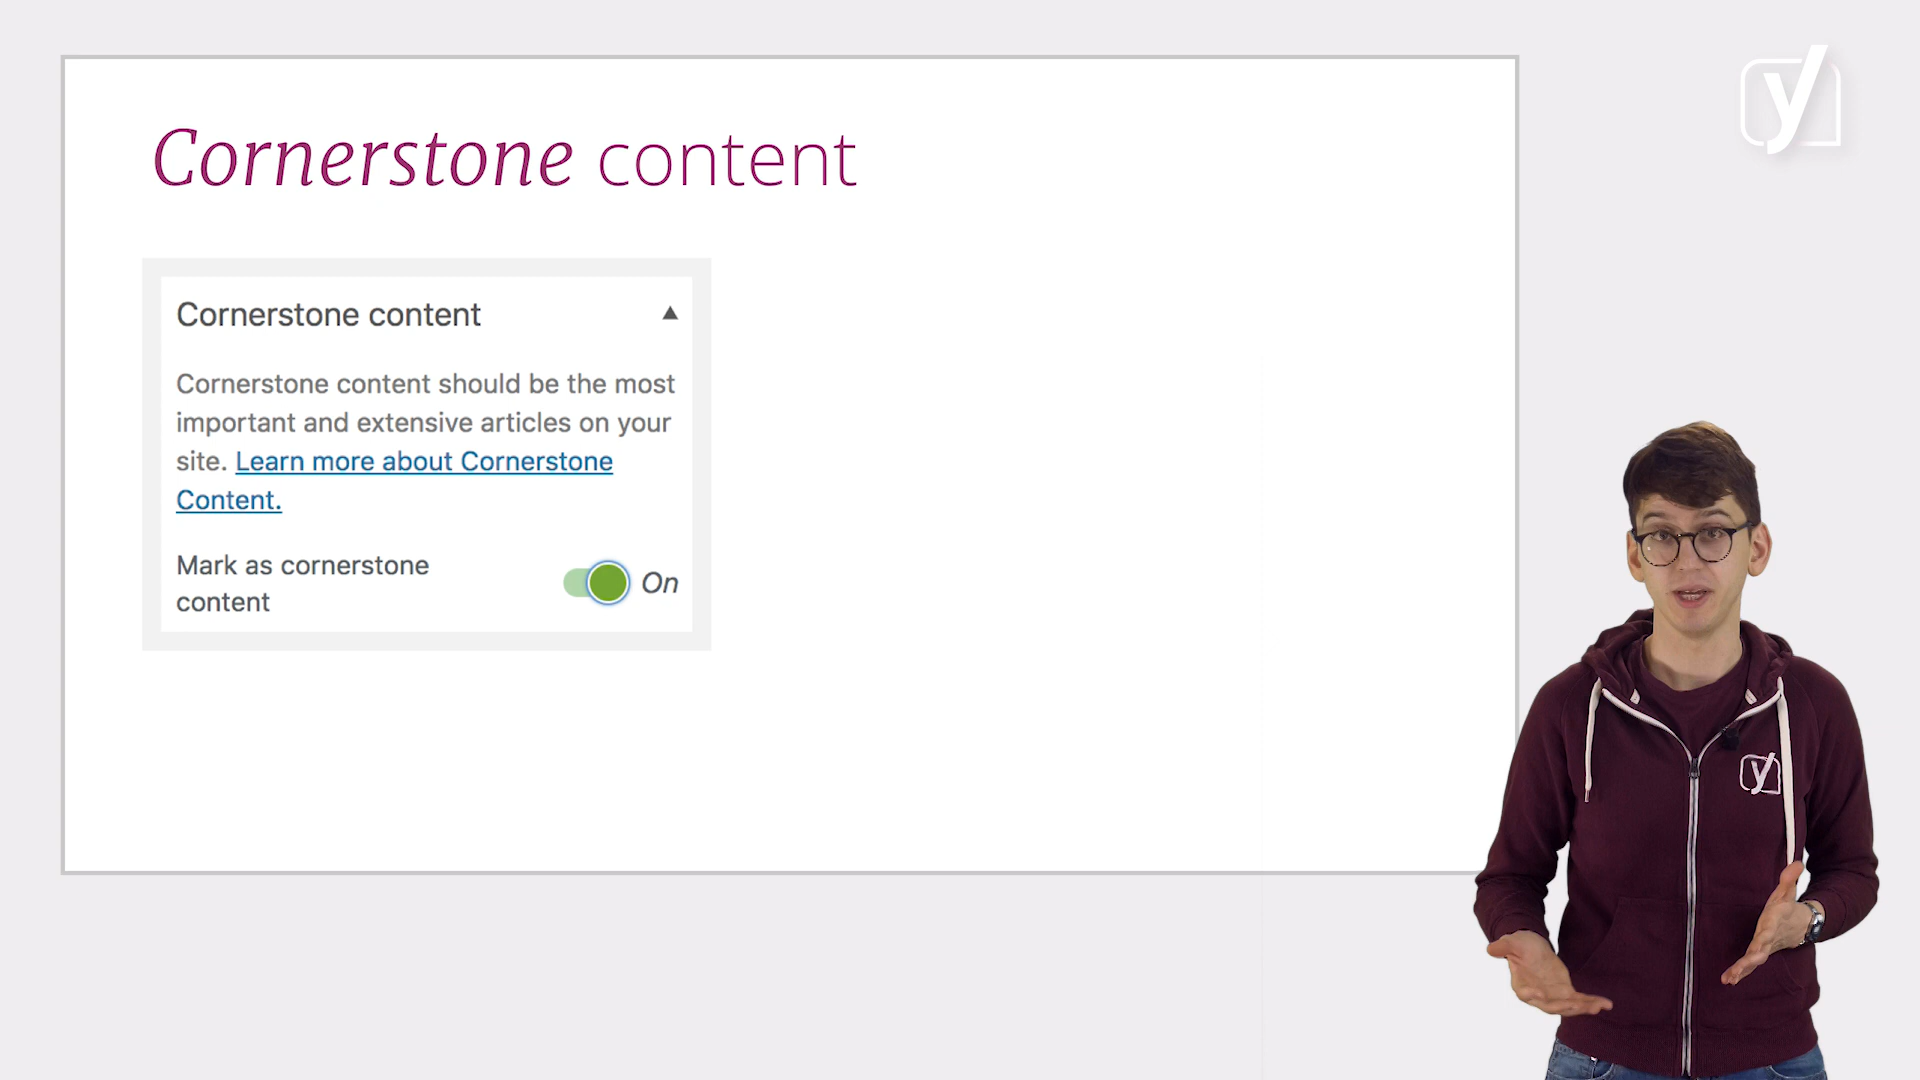 Cornerstone content
Cornerstone content
Cornerstone content should be the most
important and extensive articles on your
site. Learn more about Cornerstone
Content.
Mark as cornerstone
content
On
y
y